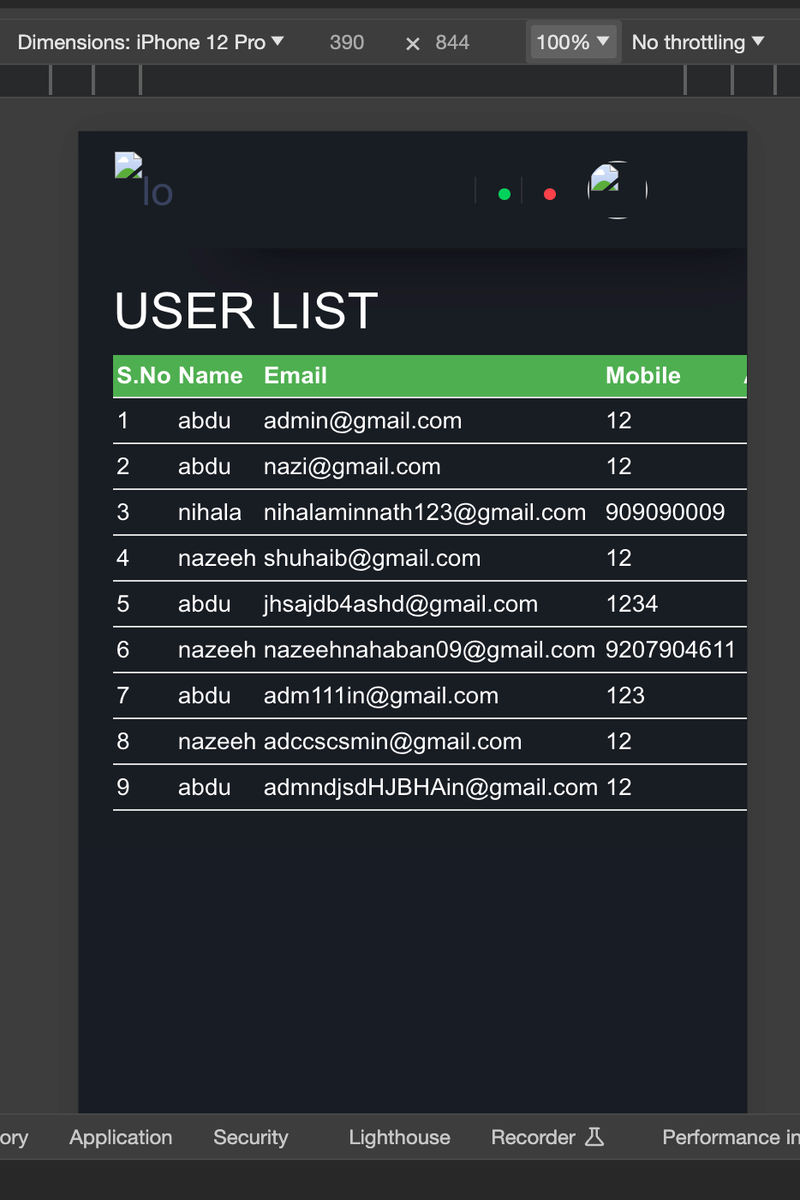 Dimensions: iPhone 12 Pro 390 × 844 100% No throttling
lo
USER LIST
S.No Name Email Mobile
1 abdu admin@gmail.com 12
2 abdu nazi@gmail.com 12
3 nihala nihalaminnath123@gmail.com 909090009
4 nazeeh shuhaib@gmail.com 12
5 abdu jhsajdb4ashd@gmail.com 1234
6 nazeeh nazeehnahaban09@gmail.com 9207904611
7 abdu adm111in@gmail.com 123
8 nazeeh adccscsmin@gmail.com 12
9 abdu admndjsdHJBHAin@gmail.com 12
ory Application Security Lighthouse Recorder Performance in